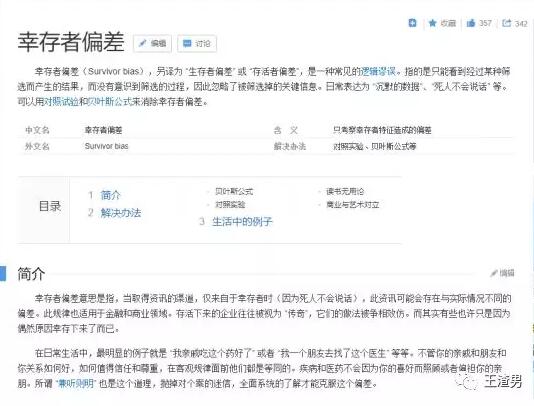 幸存者偏差
编辑
讨论
收藏
357
342
幸存者偏差(Survivor bias),另译为“生存者偏差”或“存活者偏差”,是一种常见的逻辑谬误。指的是只能看到经过某种筛
选而产生的结果,而没有意识到筛选的过程,因此忽略了被筛选掉的关键信息。日常表达为“沉默的数据”、“死人不会说话”等。
可以用对照试验和贝叶斯公式来消除幸存者偏差。
中文名 幸存者偏差 含 义 只考察幸存者特征造成的偏差
外文名 Survivor bias 解决办法 对照实验、贝叶斯公式等
目录
1 简介
2 解决办法
· 贝叶斯公式
· 对照实验
3 生活中的例子
· 读书无用论
· 商业与艺术对立
简介
编辑
幸存者偏差意思是指,当取得资讯的渠道,仅来自于幸存者时(因为死人不会说话),此资讯可能会存在与实际情况不同的
偏差。此规律也适用于金融和商业领域。存活下来的企业往往被视为“传奇”,它们的做法被争相效仿。而其实有些也许只是因为
偶然原因幸存下来了而已。
在日常生活中,最明显的例子就是“我亲戚吃这个药好了”或者“我一个朋友去找了这个医生”等等。不管你的亲戚和朋友和
你关系如何好,如何值得信任和尊重,在客观规律面前他们都是等同的。疾病和医药不会因为你的喜好而照顾或者偏袒你的亲
朋。所谓“兼听则明”也是这个道理,抛掉对个案的迷信,全面系统的了解才能克服这个偏差。
王渣男